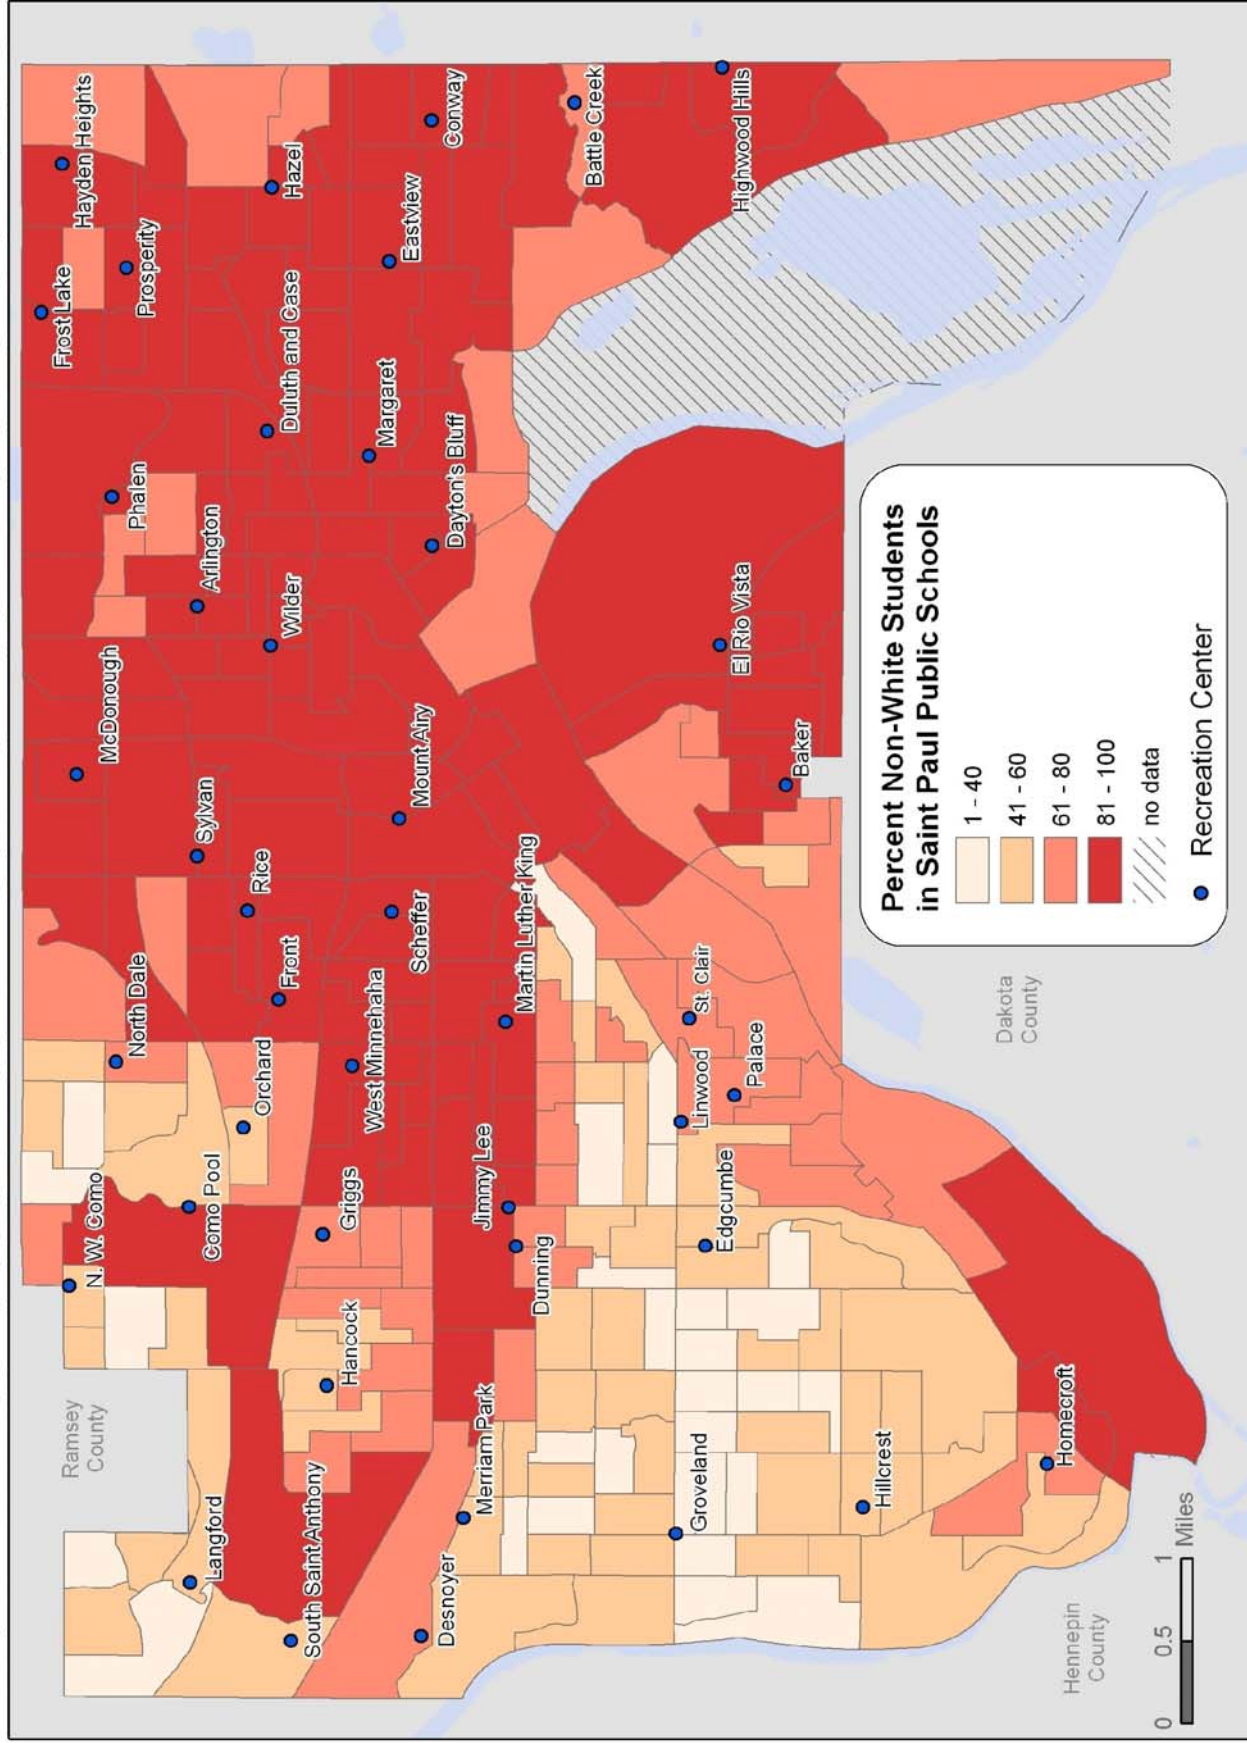 Ramsey
County
Langford
South Saint Anthony
Desnoyer
Merriam Park
Hancock
Griggs
N. W. Como
Como Pool
Orchard
North Dale
Front
Rice
Sylvan
McDonough
West Minnehaha
Scheffer
Mount Airy
Jimmy Lee
Dunning
Martin Luther King
Wilder
Arlington
Phalen
Frost Lake
Prosperity
Hayden Heights
Hazel
Duluth and Case
Margaret
Dayton's Bluff
Eastview
Conway
Battle Creek
Highwood Hills
Groveland
Hillcrest
Homecroft
Edgcumbe
Linwood
Palace
St. Clair
Baker
El Rio Vista
Hennepin
County
Dakota
County
0 0.5 1
Miles
Percent Non-White Students
in Saint Paul Public Schools
1 - 40
41 - 60
61 - 80
81 - 100
no data
Recreation Center